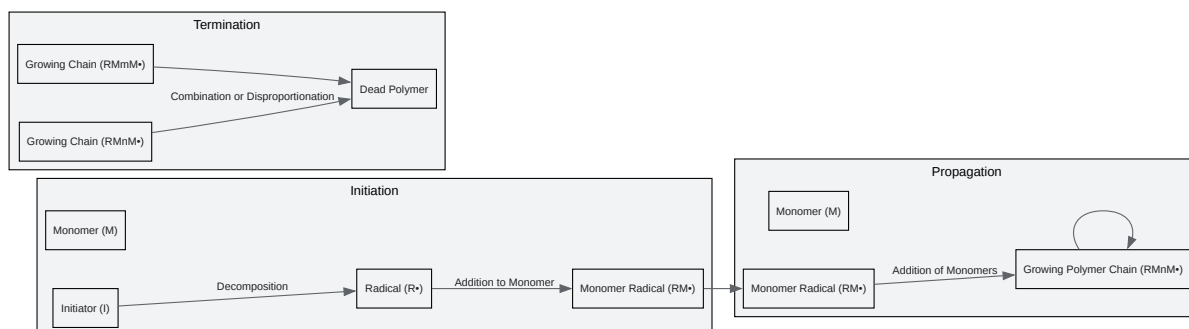 Termination
Growing Chain (RMmM•)
Dead Polymer
Combination or Disproportionation
Growing Chain (RMnM•)
Initiation
Monomer (M)
Decomposition
Initiator (I)
Radical (R•)
Addition to Monomer
Monomer Radical (RM•)
Propagation
Monomer (M)
Monomer Radical (RM•)
Addition of Monomers
Growing Polymer Chain (RMnM•)